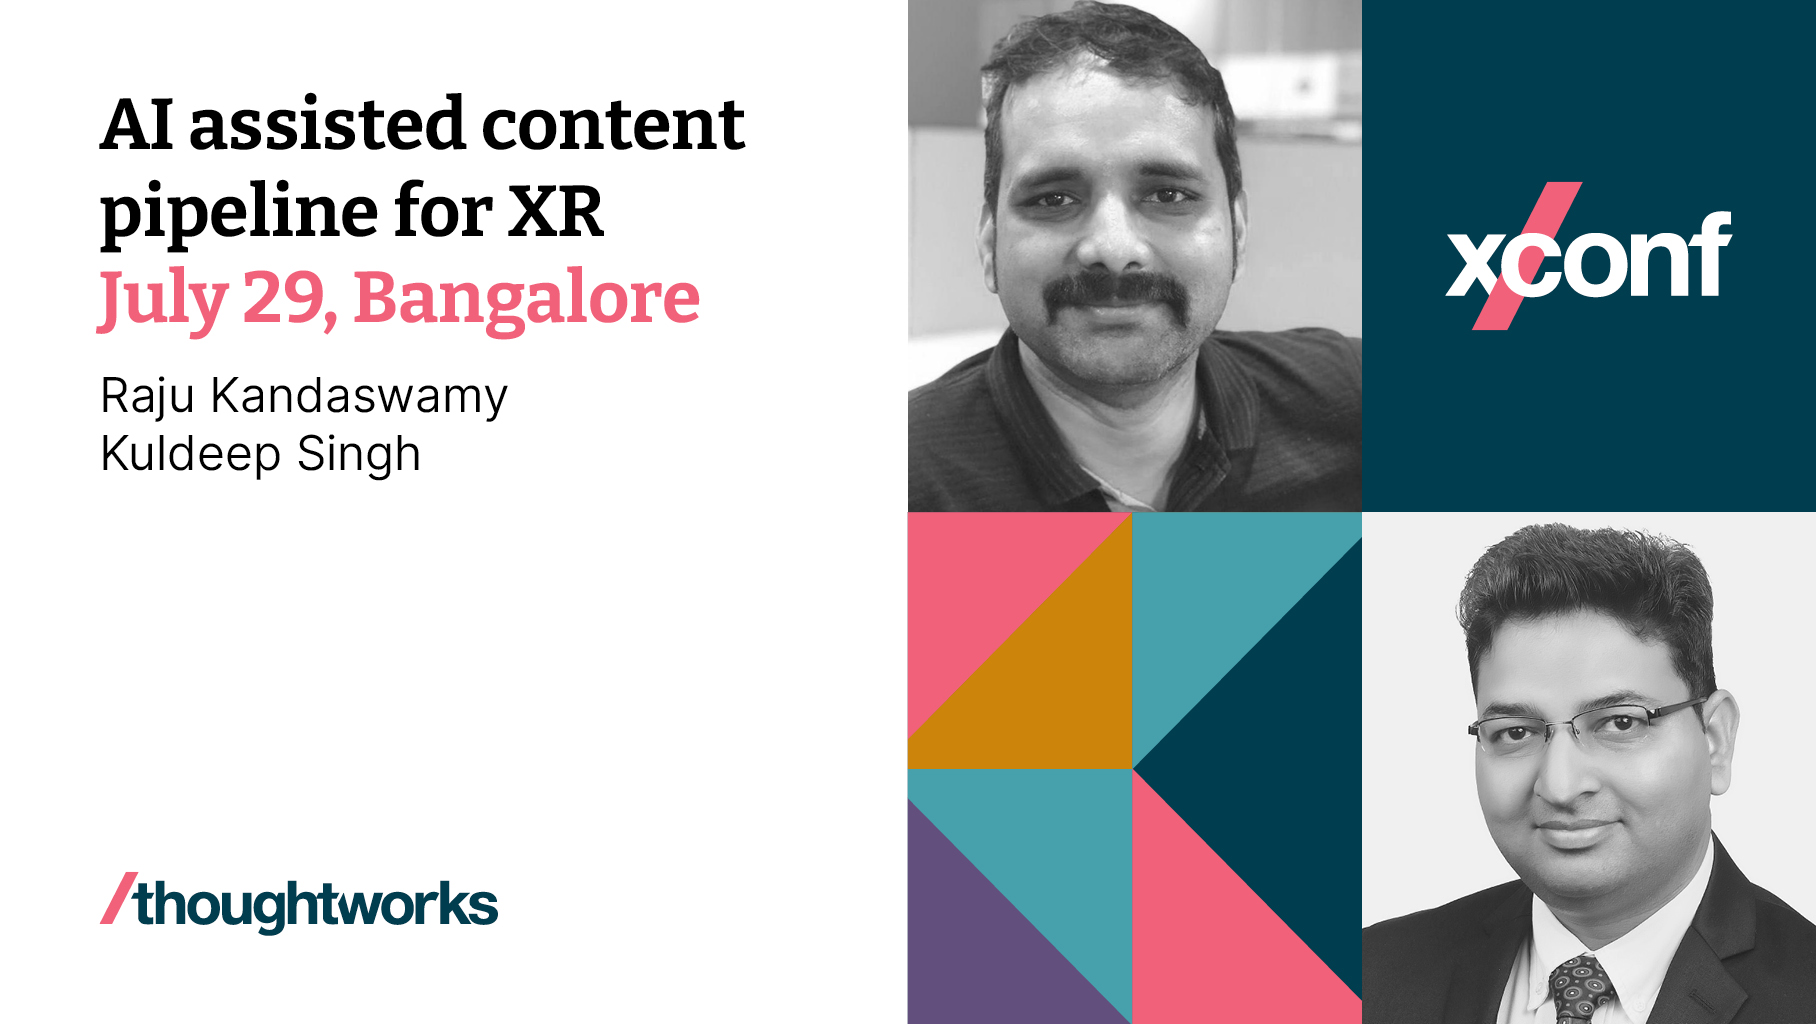 AI assisted content
pipeline for XR
July 29, Bangalore
Raju Kandaswamy
Kuldeep Singh
/thoughtworks
xconf